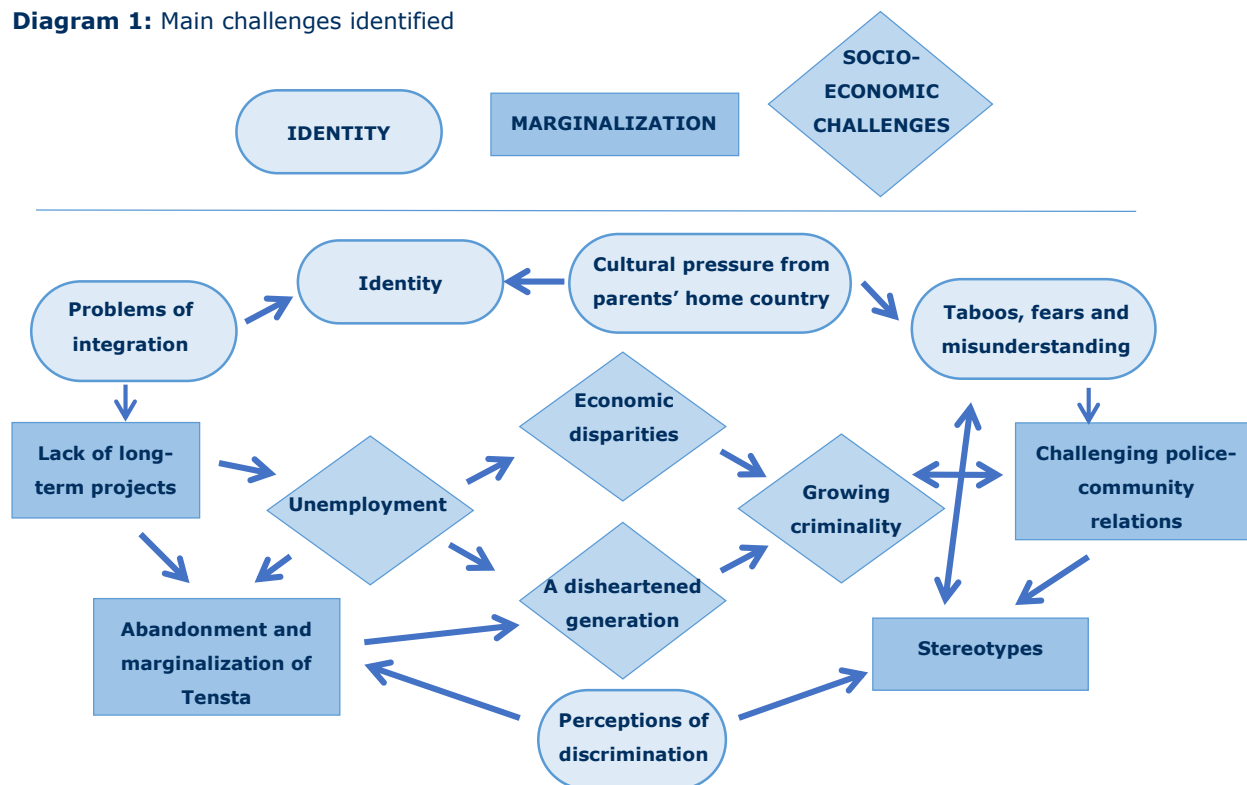 Diagram 1: Main challenges identified
IDENTITY
MARGINALIZATION
SOCIO-
ECONOMIC
CHALLENGES
Problems of
integration
Identity
Cultural pressure from
parents’ home country
Taboos, fears and
misunderstanding
Lack of long-
term projects
Unemployment
Economic
disparities
Growing
criminality
Challenging police-
community
relations
Abandonment and
marginalization of
Tensta
A disheartened
generation
Stereotypes
Perceptions of
discrimination